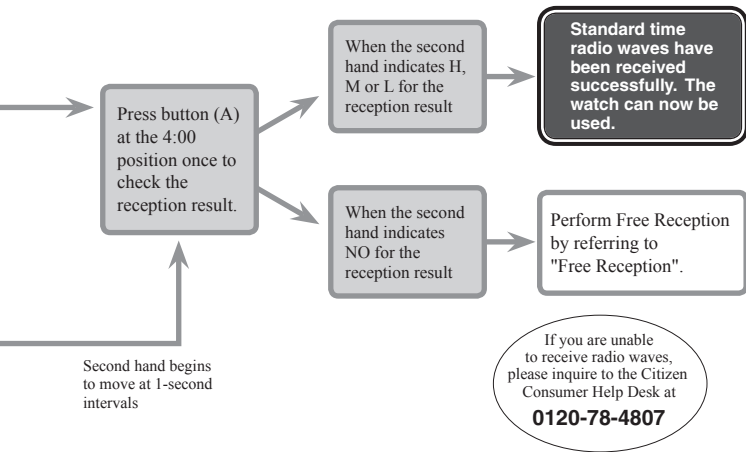 Press button (A)
at the 4:00
position once to
check the
reception result.
When the second
hand indicates H,
M or L for the
reception result
Standard time
radio waves have
been received
successfully. The
watch can now be
used.
When the second
hand indicates
NO for the
reception result
Perform Free Reception
by referring to
"Free Reception".
Second hand begins
to move at 1-second
intervals
If you are unable
to receive radio waves,
please inquire to the Citizen
Consumer Help Desk at
0120-78-4807